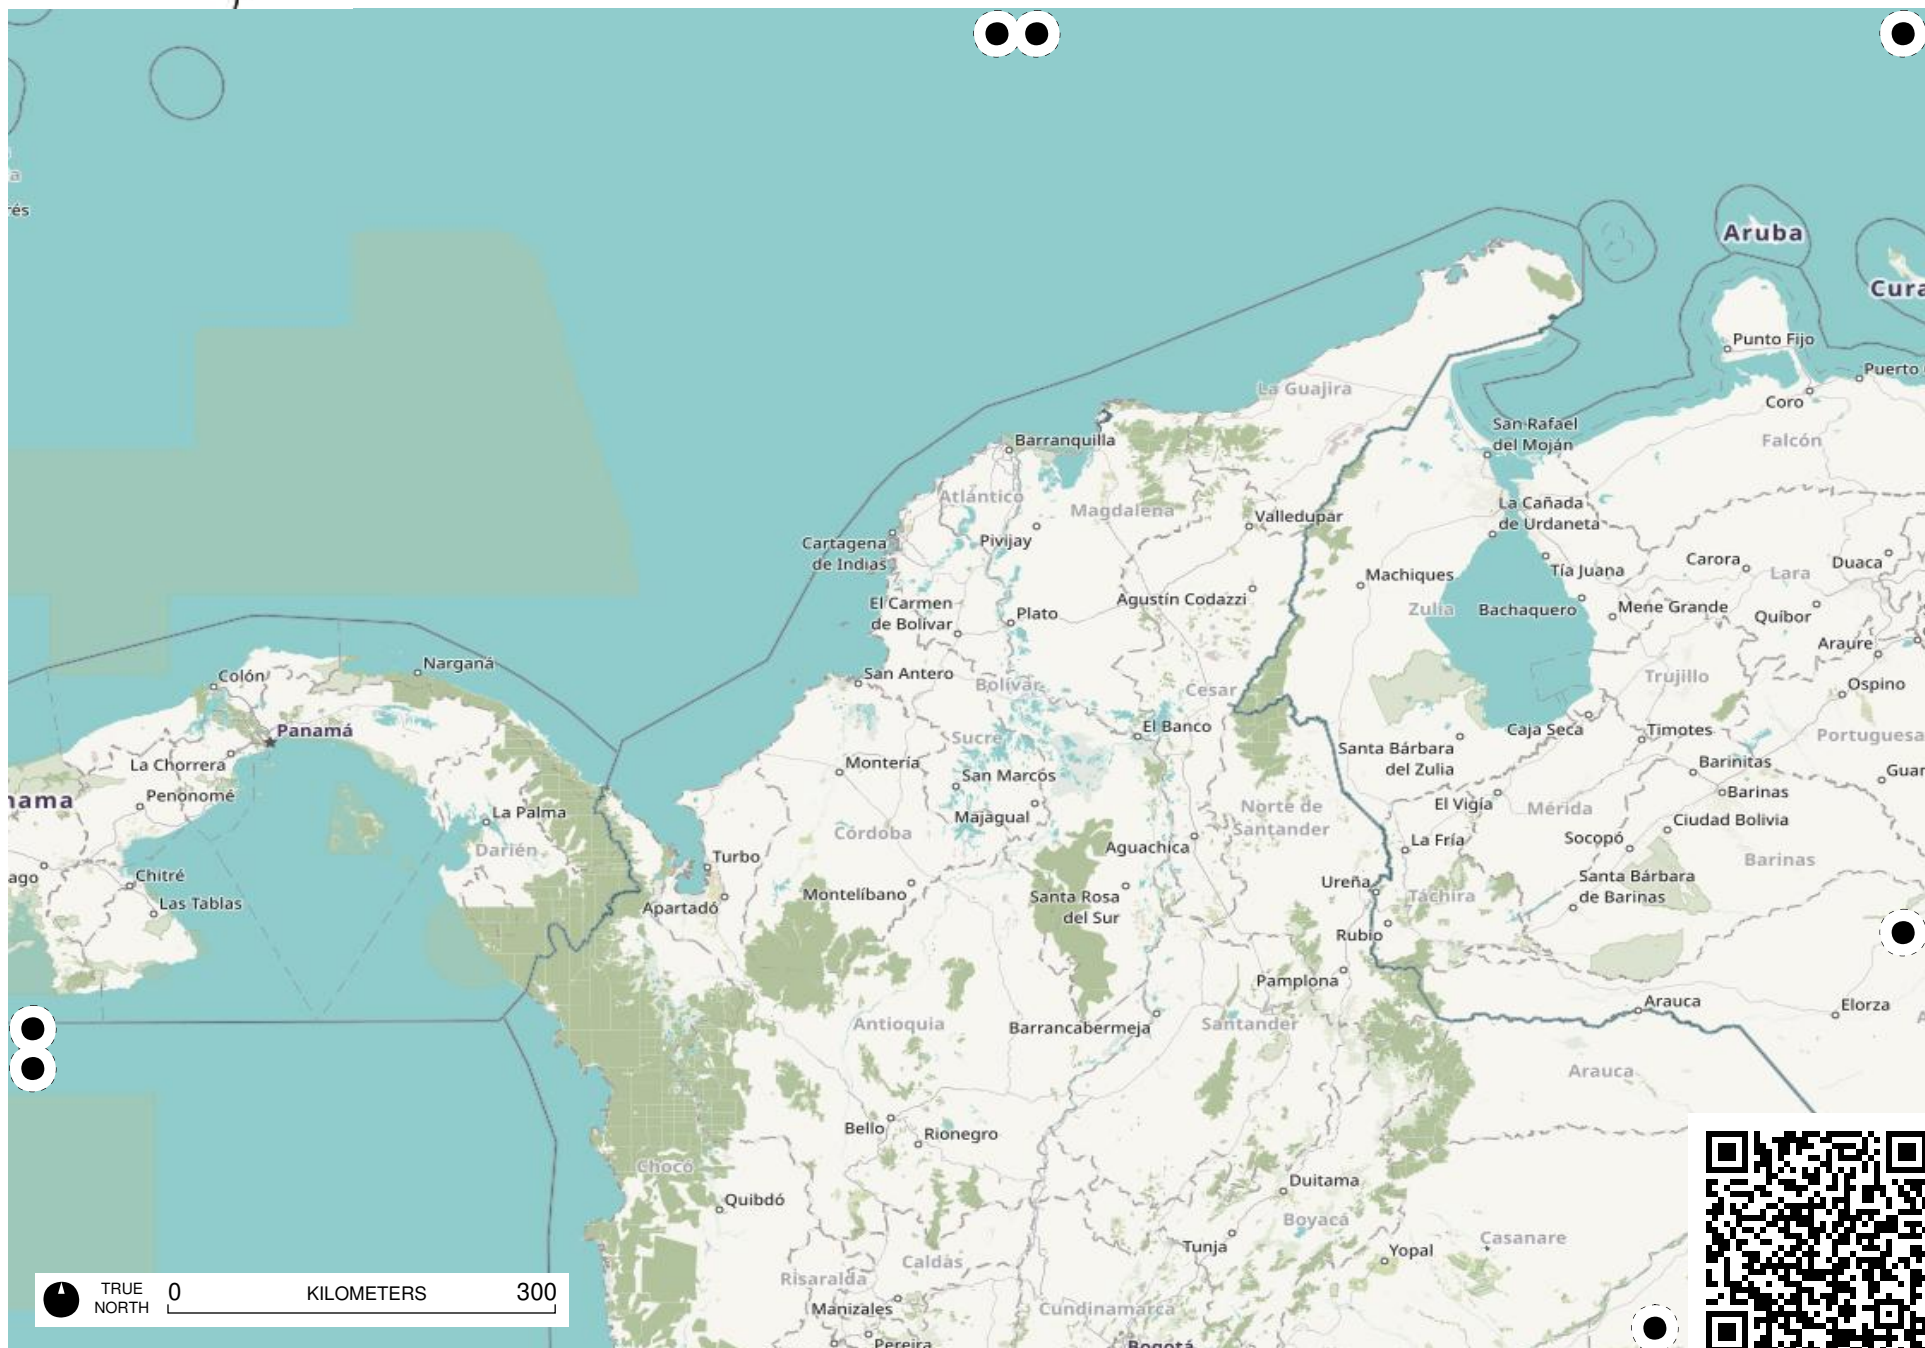 rés
Aruba
Punto Fijo
Puerto
Coro
La Guajira
San Rafael
del Moján
Falcón
Barranquilla
Atlántico
Magdalena
Valledupar
La Cañada
de Urdaneta
Pivijay
Cartagena
de Indias
Machiques
Tía Juana
Carora
Lara
Duaca
Agustín Codazzi
Zulia
Bachaquero
Mene Grande
Quíbor
El Carmen
de Bolívar
Plato
Araure
Narganá
Colón
San Antero
Bolívar
Cesar
Trujillo
Ospino
Panamá
Sucre
El Banco
Caja Seca
Timotes
Portuguesa
La Chorrera
Montería
San Marcos
Santa Bárbara
del Zulia
Barinitas
Penonomé
Barinas
La Palma
Majagual
Norte de
Santander
El Vigía
Mérida
Ciudad Bolivia
Darién
Córdoba
Aguachica
La Fría
Socopó
Barinas
Turbo
ago
Chitré
Las Tablas
Apartadó
Montelíbano
Santa Rosa
del Sur
Ureña
Táchira
Santa Bárbara
de Barinas
Rubio
Pamplona
Arauca
Elorza
Antioquia
Barrancabermeja
Santander
Arauca
Bello
Rionegro
Chocó
Quibdó
Duitama
Boyacá
Tunja
Yopal
Casanare
Caldas
Risaralda
Manizales
Cundinamarca
Pereira
Bogotá
TRUE
NORTH
0 KILOMETERS 300